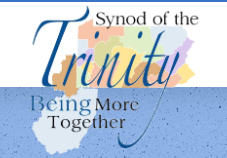 Synod of the
Trinity
Being More
Together